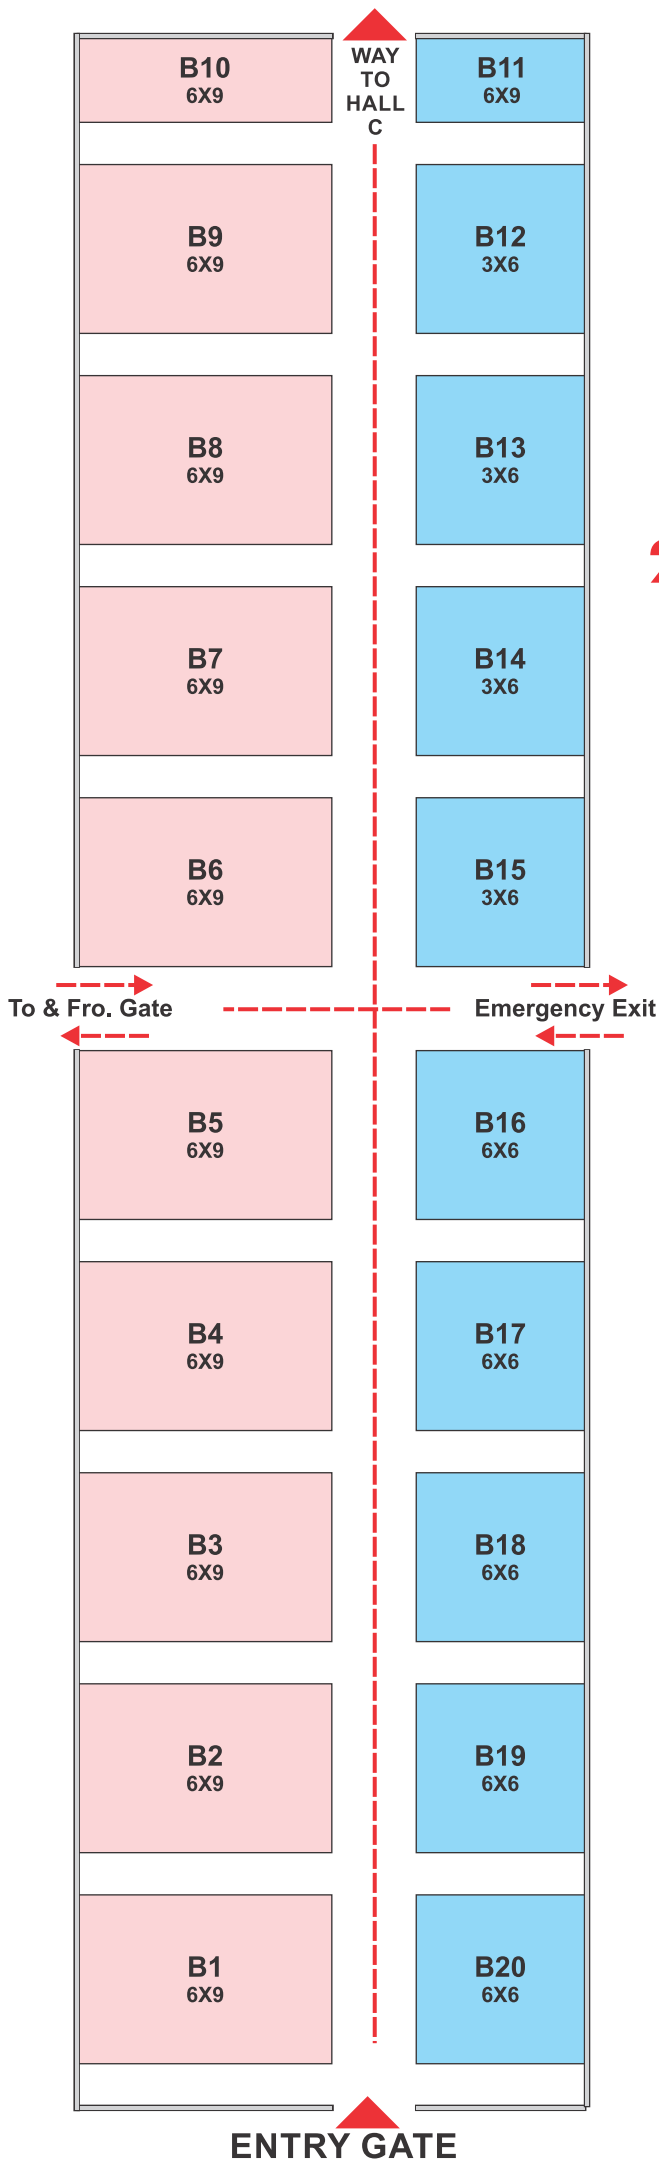 WAY
TO
HALL
C
B10
6X9
B11
6X9
B9
6X9
B12
3X6
B8
6X9
B13
3X6
B7
6X9
B14
3X6
B6
6X9
B15
3X6
To & Fro. Gate
Emergency Exit
B5
6X9
B16
6X6
B4
6X9
B17
6X6
B3
6X9
B18
6X6
B2
6X9
B19
6X6
B1
6X9
B20
6X6
ENTRY GATE